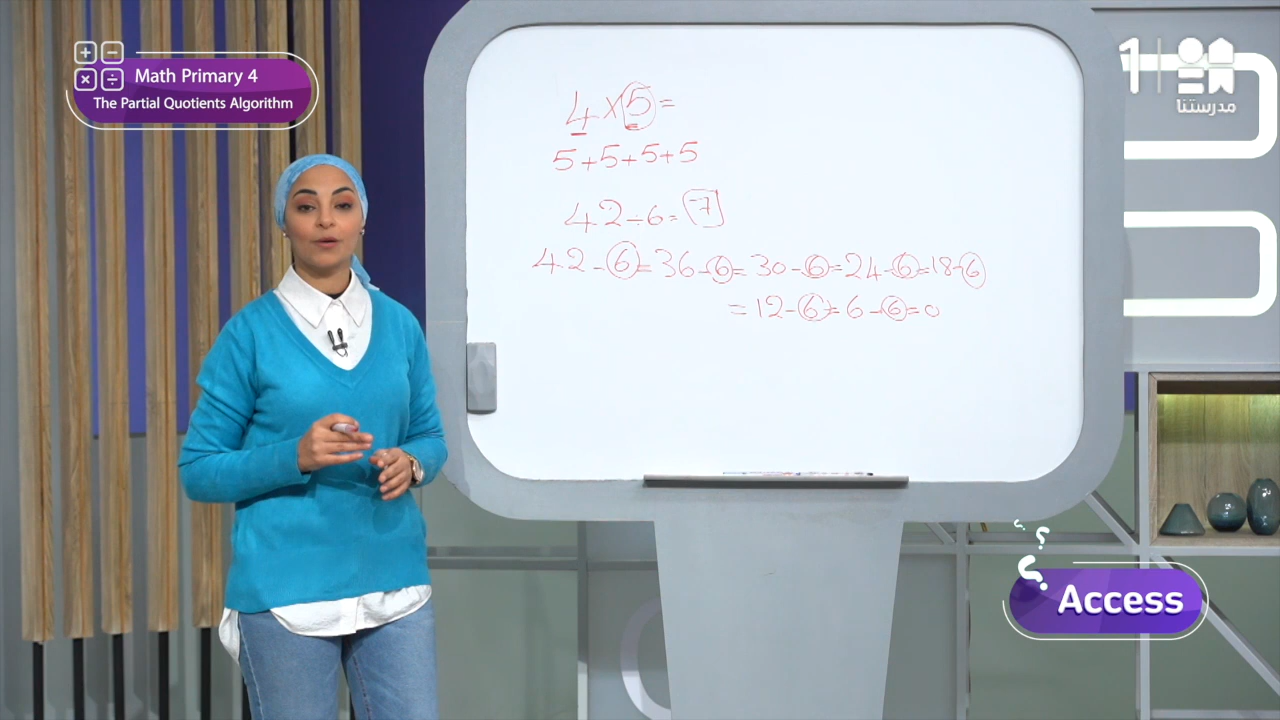 Math Primary 4
The Partial Quotients Algorithm
1
مدرستنا
4×5=
5+5+5+5
42÷6=7
42-6=36-6=30-6=24-6=18-6
=12-6=6-6=0
؟ ؟ ؟
Access